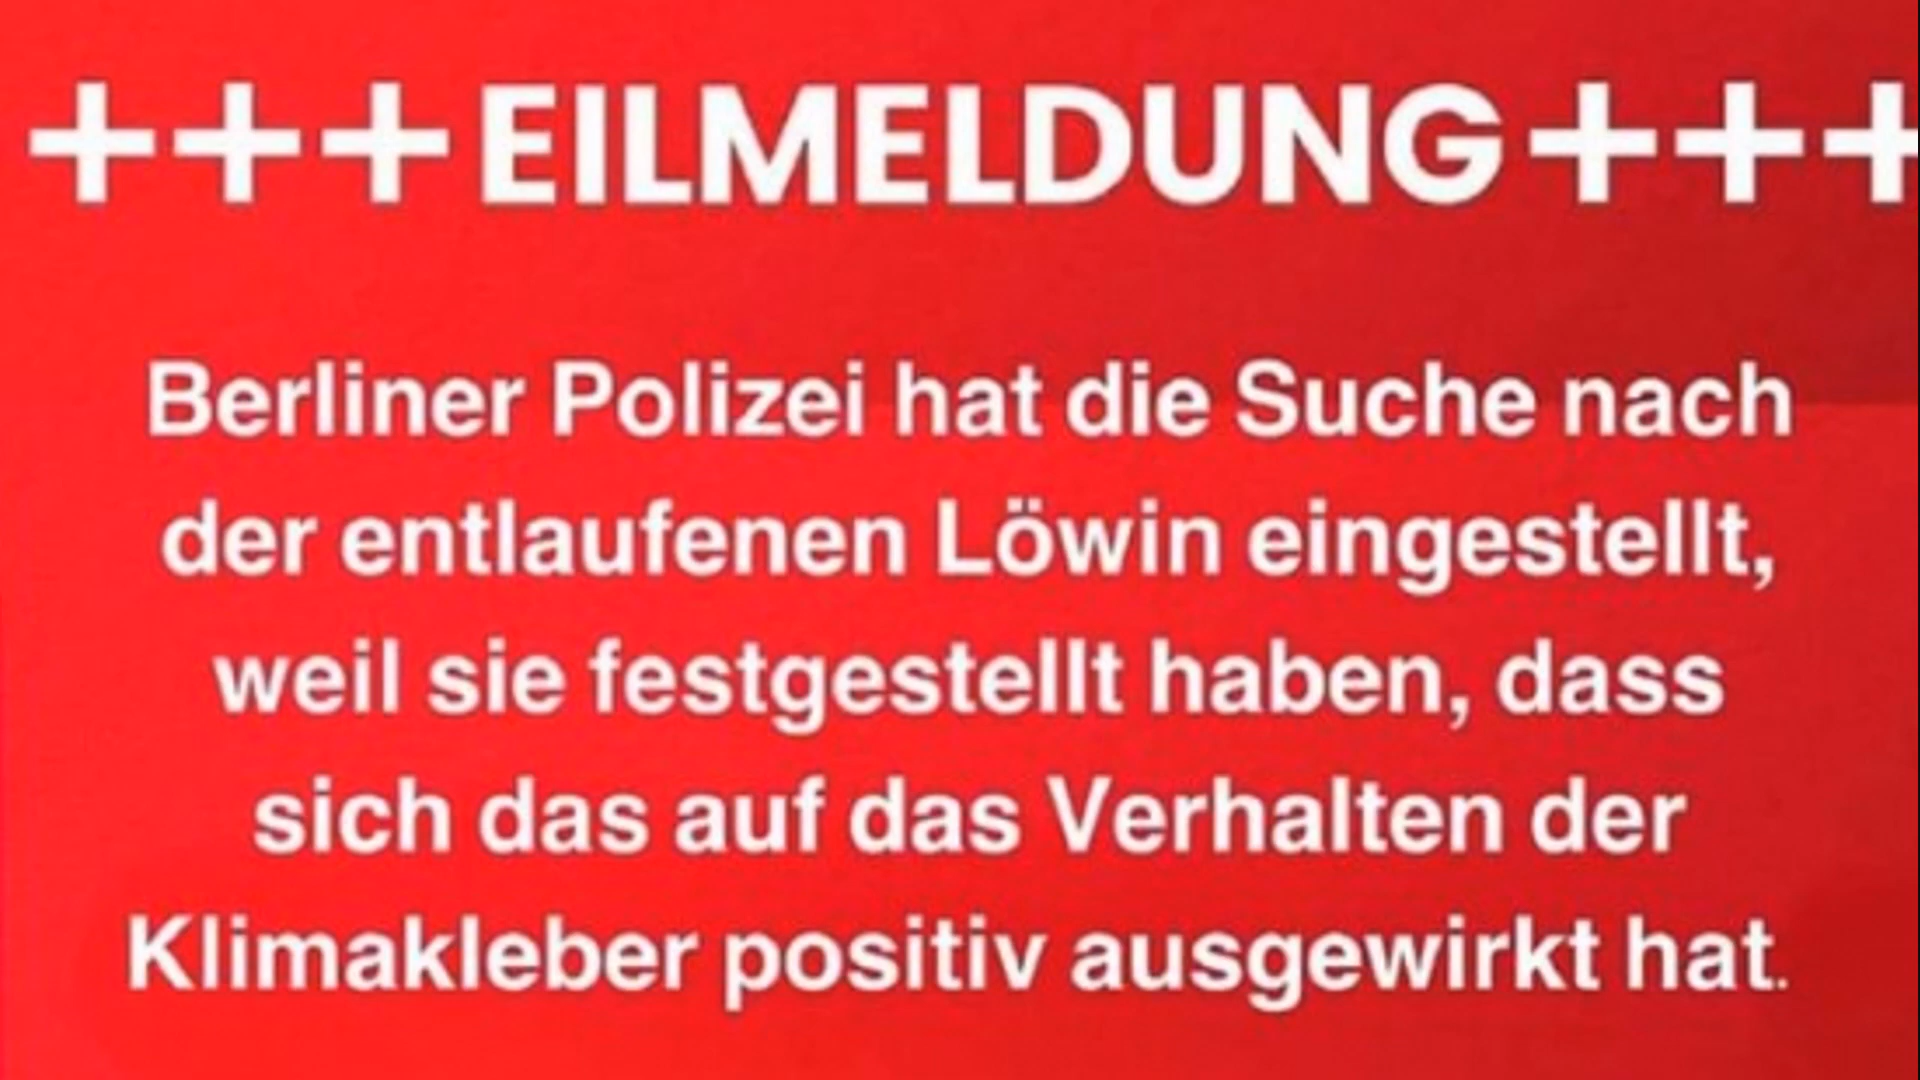 +++EILMELDUNG+++
Berliner Polizei hat die Suche nach
der entlaufenen Löwin eingestellt,
weil sie festgestellt haben, dass
sich das auf das Verhalten der
Klimakleber positiv ausgewirkt hat.